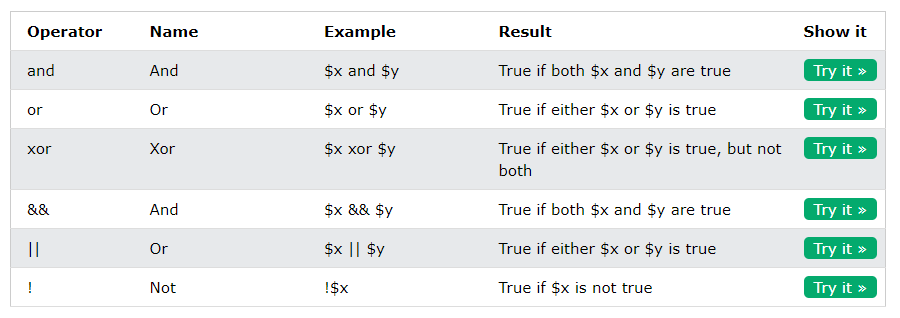 Operator Name Example Result Show it
and And $x and $y True if both $x and $y are true Try it »
or Or $x or $y True if either $x or $y is true Try it »
xor Xor $x xor $y True if either $x or $y is true, but not Try it »
both
&& And $x && $y True if both $x and $y are true Try it »
|| Or $x || $y True if either $x or $y is true Try it »
! Not !$x True if $x is not true Try it »